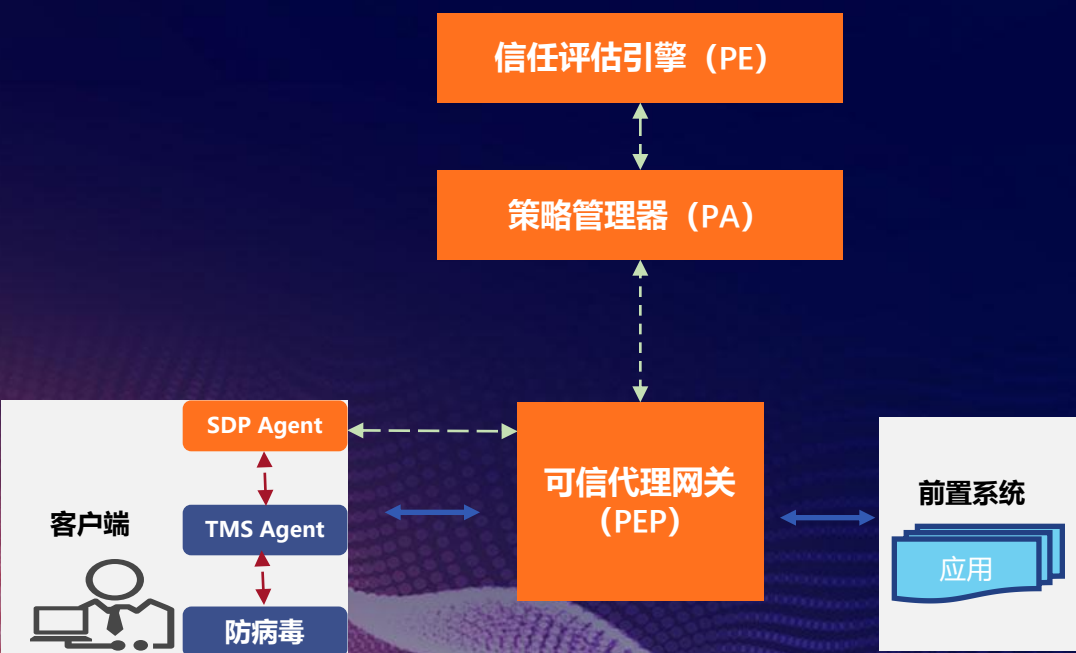 信任评估引擎（PE）
策略管理器（PA）
SDP Agent
可信代理网关
（PEP）
前置系统
客户端
TMS Agent
应用
防病毒